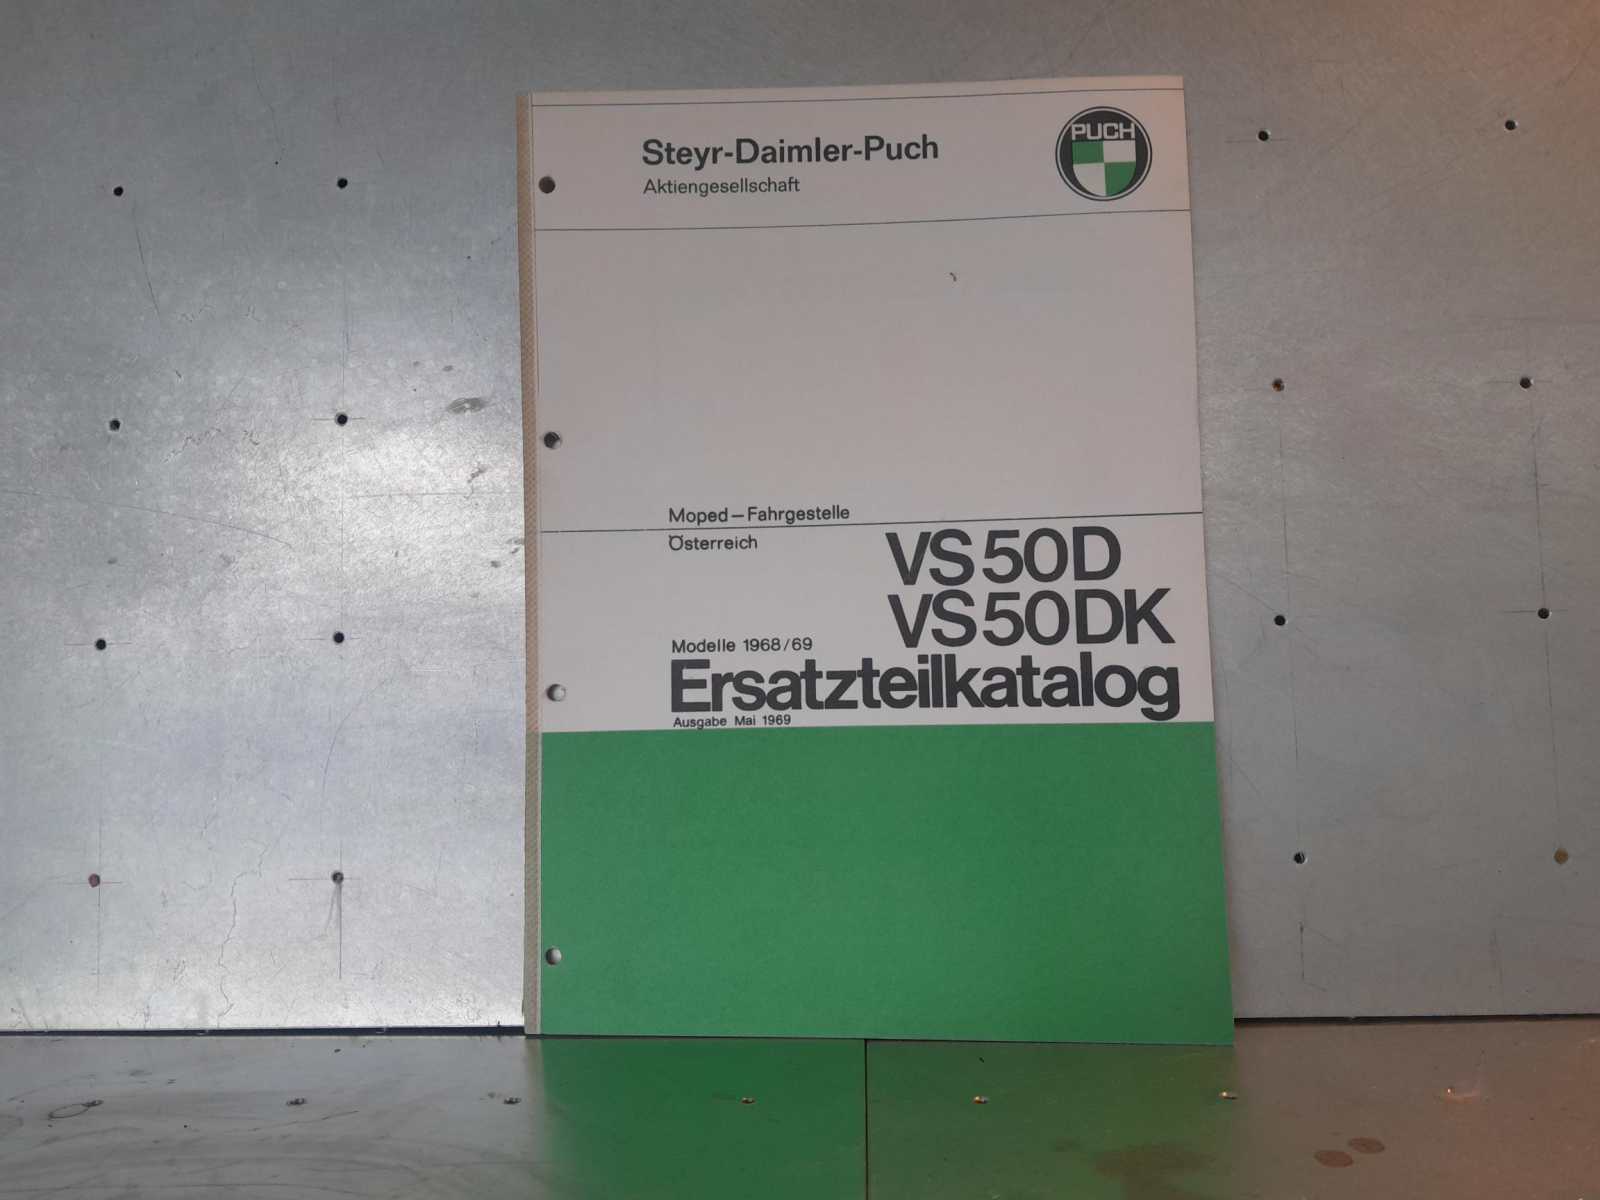 Steyr-Daimler-Puch
Aktiengesellschaft
PUCH
Moped – Fahrgestelle
Österreich
VS 50 D
VS 50 DK
Modelle 1968/69
Ersatzteilkatalog
Ausgabe Mai 1969